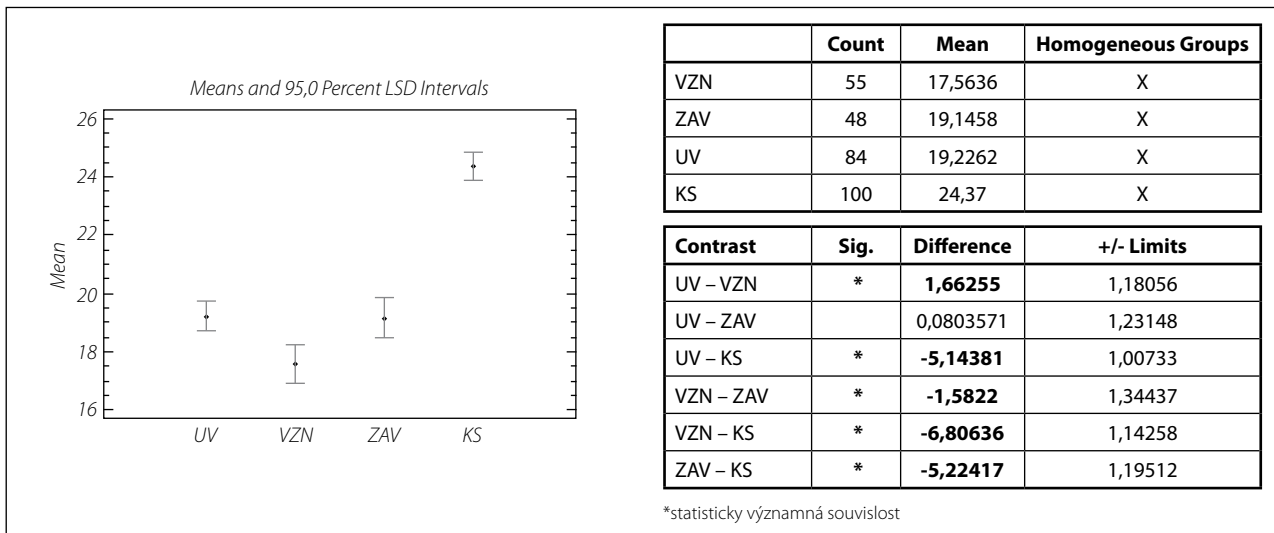 Means and 95,0 Percent LSD Intervals
Mean
26
24
22
20
18
16
UV VZN ZAV KS
Count Mean Homogeneous Groups
VZN 55 17,5636 X
ZAV 48 19,1458 X
UV 84 19,2262 X
KS 100 24,37 X
Contrast Sig. Difference +/- Limits
UV – VZN * 1,66255 1,18056
UV – ZAV 0,0803571 1,23148
UV – KS * -5,14381 1,00733
VZN – ZAV * -1,5822 1,34437
VZN – KS * -6,80636 1,14258
ZAV – KS * -5,22417 1,19512
*statisticky významná souvislost